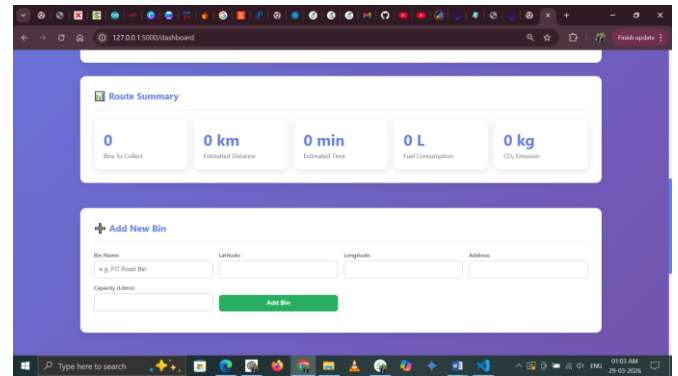 127.0.0.1:5000/dashboard
Finish update
Route Summary
0 0 km 0 min 0 L 0 kg
Bins To Collect Estimated Distance Estimated Time Fuel Consumption CO₂ Emission
Add New Bin
Bin Name: Latitude: Longitude: Address:
e.g. FC Road Bin
Capacity (Liters):
Add Bin
Type here to search
ENG
01:03 AM
29-03-2026